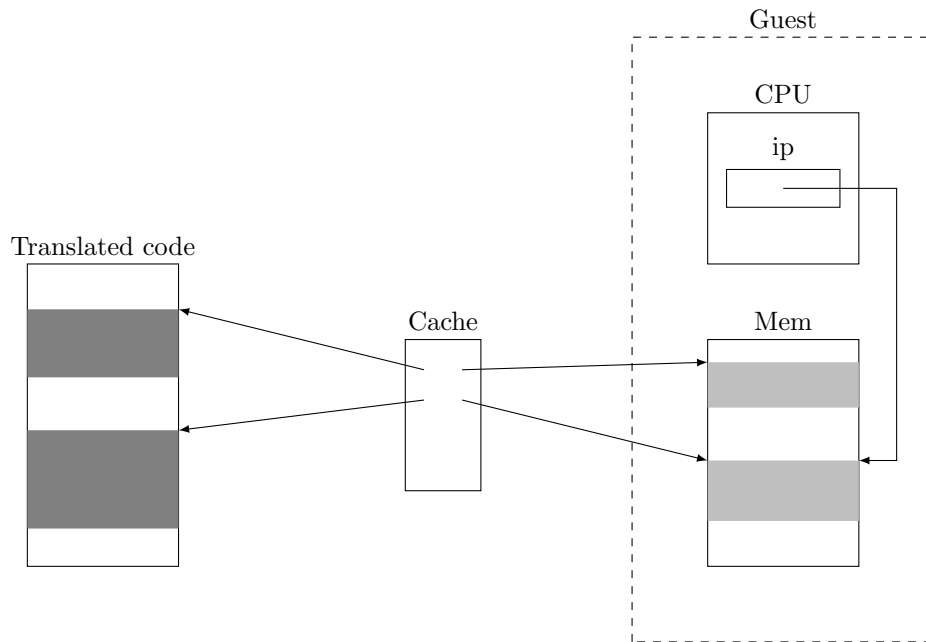 Guest
CPU
ip
Translated code
Cache
Mem